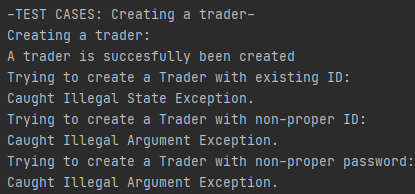 -TEST CASES: Creating a trader-
Creating a trader:
A trader is succesfully been created
Trying to create a Trader with existing ID:
Caught Illegal State Exception.
Trying to create a Trader with non-proper ID:
Caught Illegal Argument Exception.
Trying to create a Trader with non-proper password:
Caught Illegal Argument Exception.